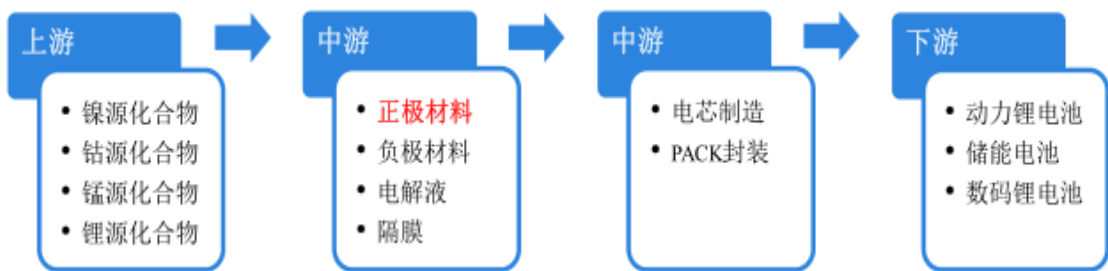 上游
• 镍源化合物
• 钴源化合物
• 锰源化合物
• 锂源化合物
中游
• 正极材料
• 负极材料
• 电解液
• 隔膜
中游
• 电芯制造
• PACK封装
下游
• 动力锂电池
• 储能电池
• 数码锂电池